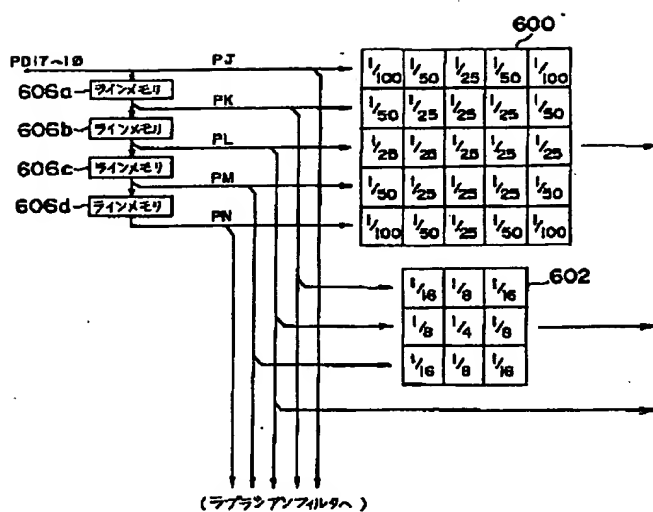 600
PD17~10
PJ
1/100 1/50 1/25 1/50 1/100
606a ラインメモリ
PK
1/50 1/25 1/25 1/25 1/50
606b ラインメモリ
PL
1/25 1/25 1/25 1/25 1/25
606c ラインメモリ
PM
1/50 1/25 1/25 1/25 1/50
606d ラインメモリ
PN
1/100 1/50 1/25 1/50 1/100
602
1/16 1/8 1/16
1/8 1/4 1/8
1/16 1/8 1/16
(ラプラシアンフィルタへ)